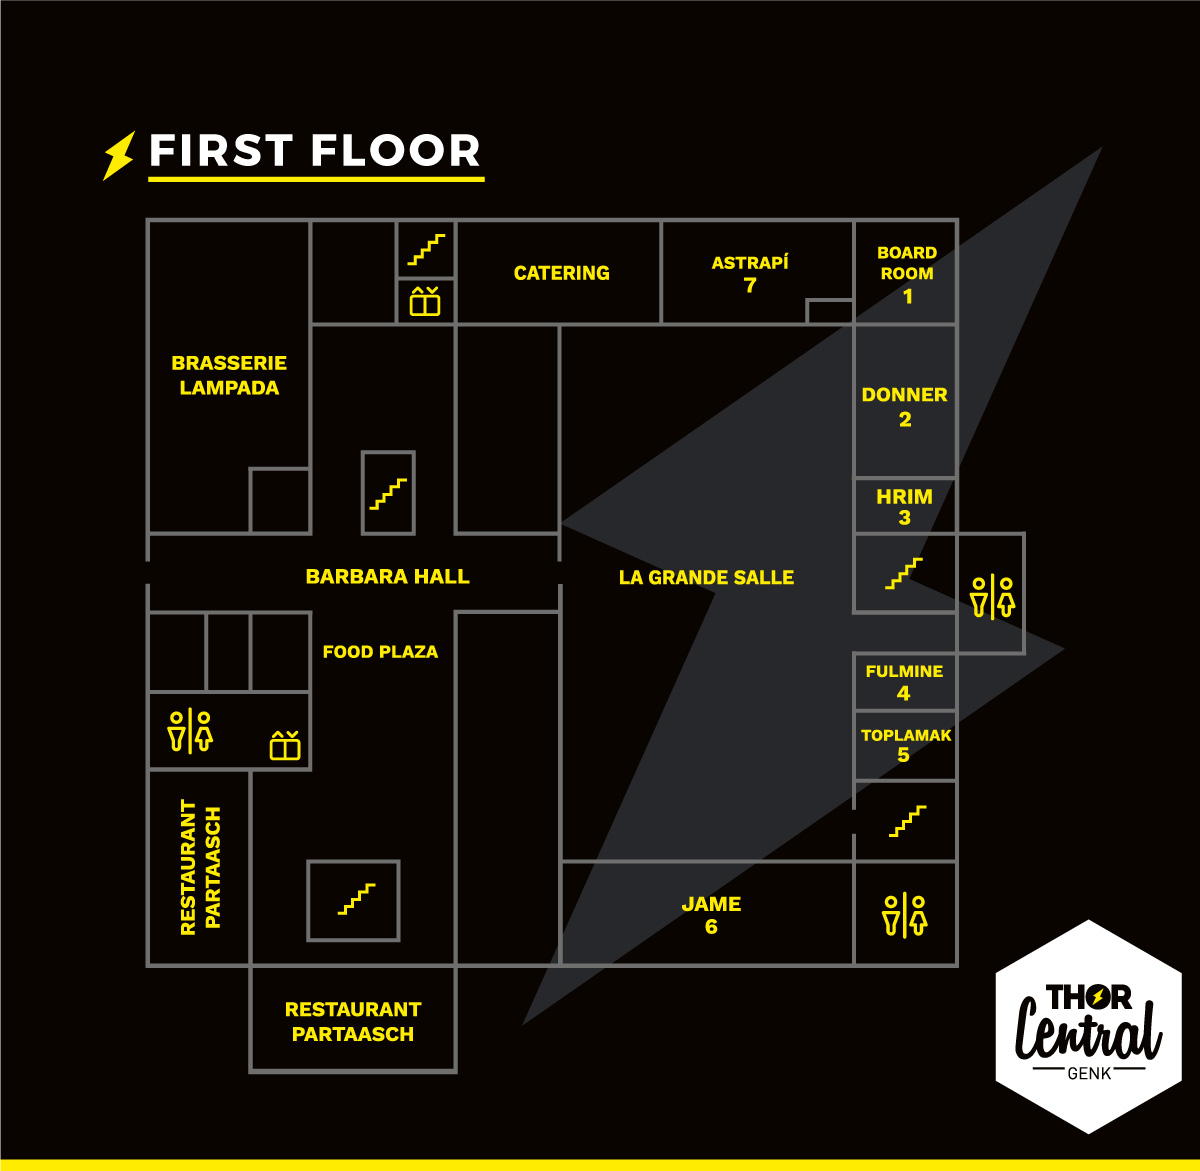 FIRST FLOOR
CATERING
ASTRAPÍ
7
BOARD
ROOM
1
BRASSERIE
LAMPADA
DONNER
2
HRIM
3
BARBARA HALL
LA GRANDE SALLE
FOOD PLAZA
FULMINE
4
TOPLAMAK
5
RESTAURANT
PARTAASCH
JAME
6
RESTAURANT
PARTAASCH
THOR
Central
GENK